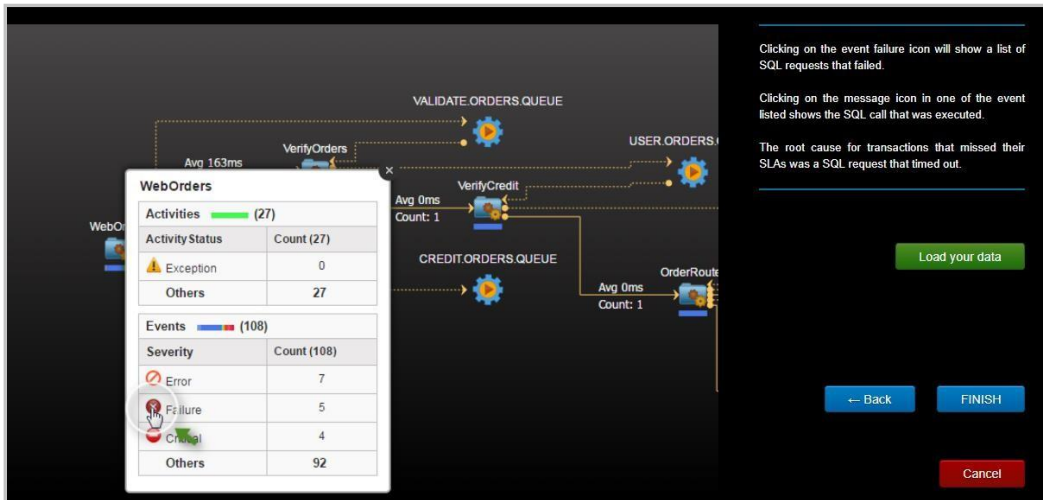 VALIDATE.ORDERS.QUEUE
VerifyOrders
USER.ORDERS.
Avg 163ms
VerifyCredit
Avg 0ms
Count: 1
WebO
CREDIT.ORDERS.QUEUE
OrderRoute
Avg 0ms
Count: 1
×
WebOrders
Activities (27)
Activity Status Count (27)
Exception 0
Others 27
Events (108)
Severity Count (108)
Error 7
Failure 5
Critical 4
Others 92
Clicking on the event failure icon will show a list of
SQL requests that failed.
Clicking on the message icon in one of the event
listed shows the SQL call that was executed.
The root cause for transactions that missed their
SLAs was a SQL request that timed out.
Load your data
← Back
FINISH
Cancel